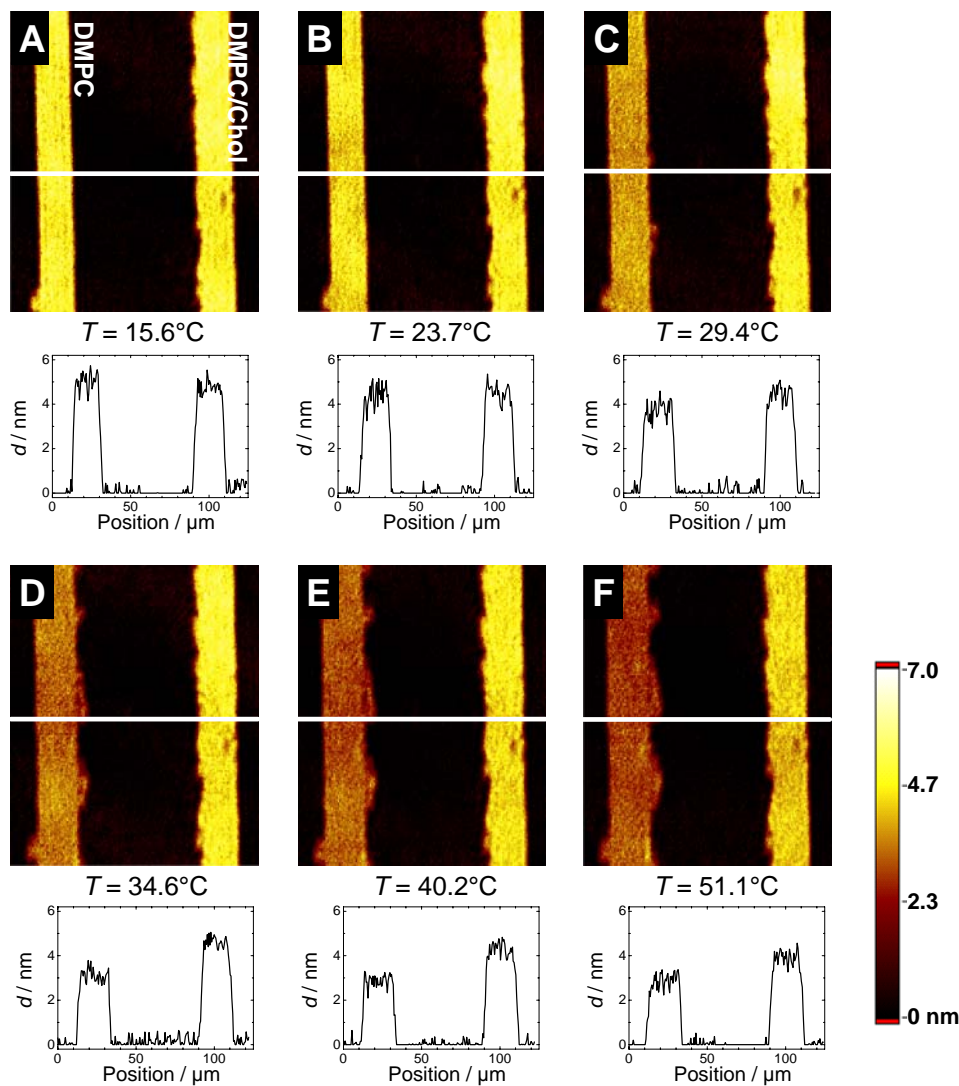 A
DMPC
DMPC/Chol
B
C
T = 15.6°C
T = 23.7°C
T = 29.4°C
d / nm
6
4
2
0
0 50 100
Position / µm
d / nm
6
4
2
0
0 50 100
Position / µm
d / nm
6
4
2
0
0 50 100
Position / µm
D
E
F
T = 34.6°C
T = 40.2°C
T = 51.1°C
d / nm
6
4
2
0
0 50 100
Position / µm
d / nm
6
4
2
0
0 50 100
Position / µm
d / nm
6
4
2
0
0 50 100
Position / µm
7.0
4.7
2.3
0 nm